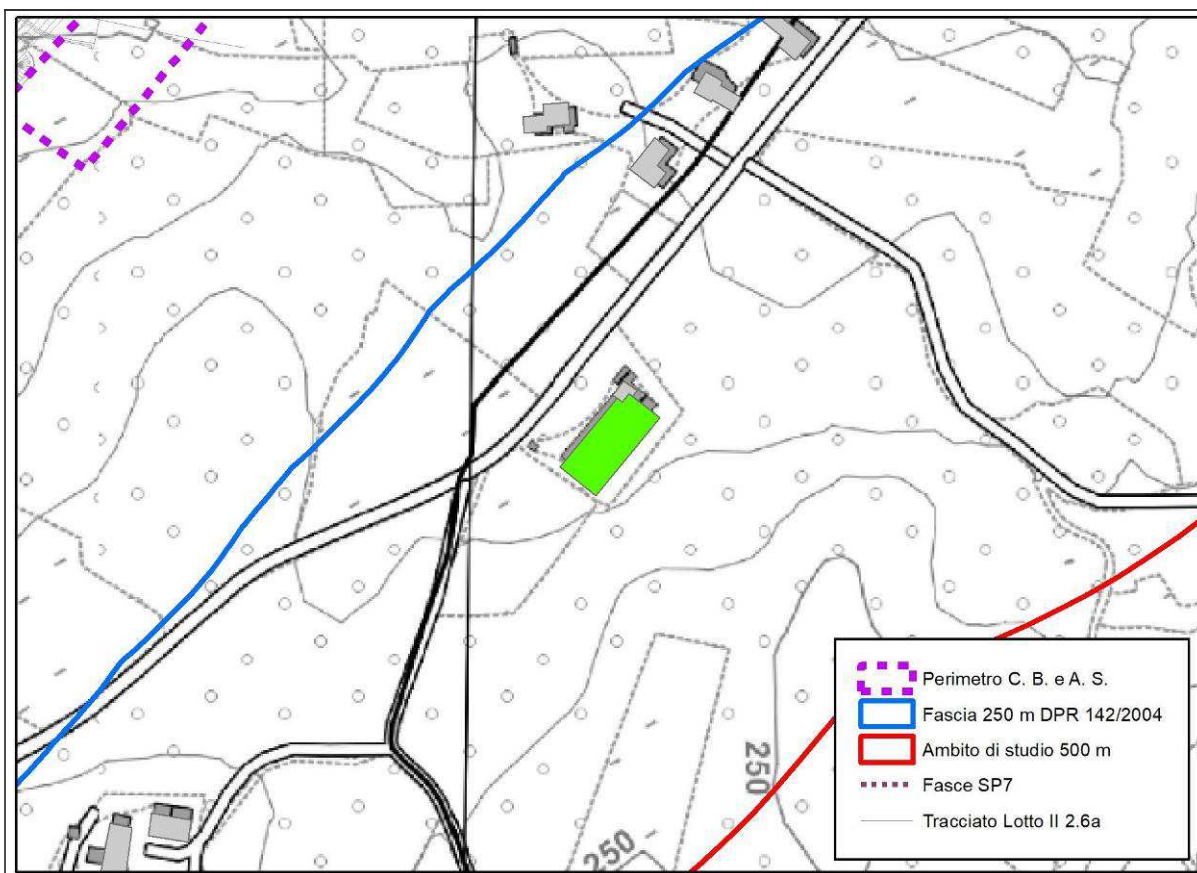 Perimetro C. B. e A. S.
Fascia 250 m DPR 142/2004
Ambito di studio 500 m
Fasce SP7
Tracciato Lotto II 2.6a
250
250